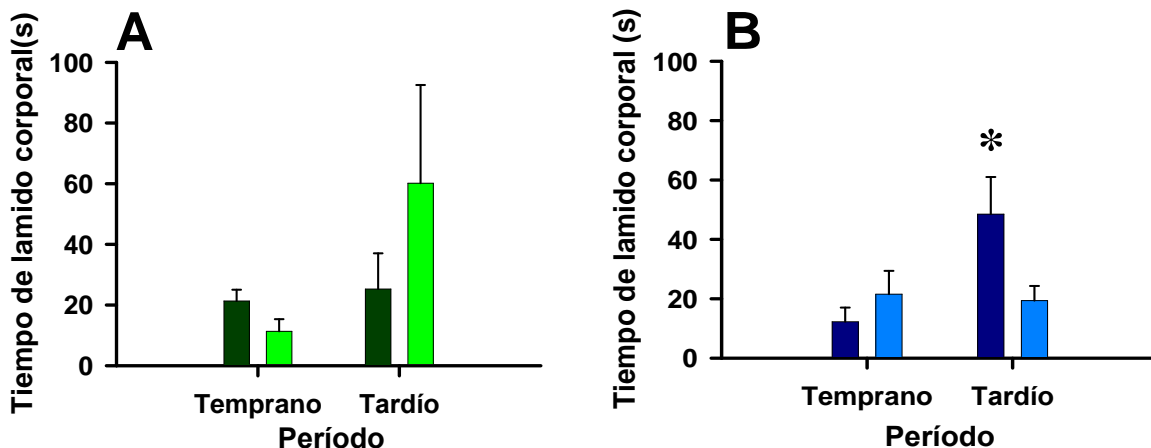 A
Tiempo de lamido corporal(s)
100
80
60
40
20
0
Temprano Tardío
Período
B
Tiempo de lamido corporal (s)
100
80
60
40
20
0
*
Temprano Tardío
Período